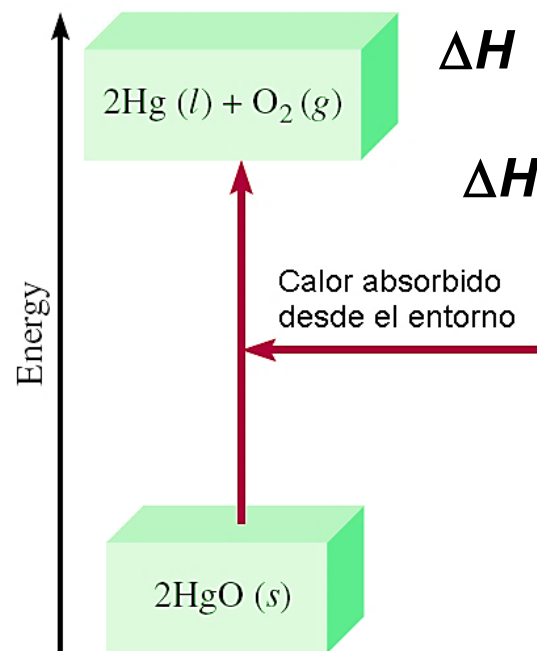 ΔH
2Hg (l) + O₂ (g)
ΔH
Calor absorbido
desde el entorno
Energy
2HgO (s)